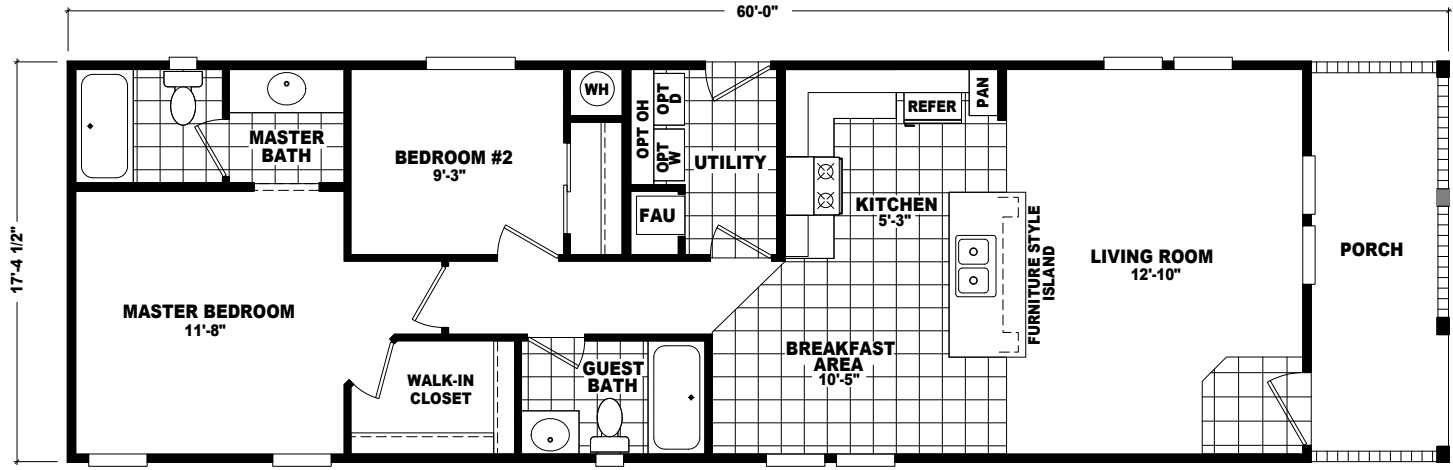 60'-0"
17'-4 1/2"
MASTER
BATH
BEDROOM #2
9'-3"
WH
OPT OH
OPT
D
OPT
W
UTILITY
FAU
REFER
PAN
KITCHEN
5'-3"
FURNITURE STYLE
ISLAND
LIVING ROOM
12'-10"
PORCH
MASTER BEDROOM
11'-8"
WALK-IN
CLOSET
GUEST
BATH
BREAKFAST
AREA
10'-5"